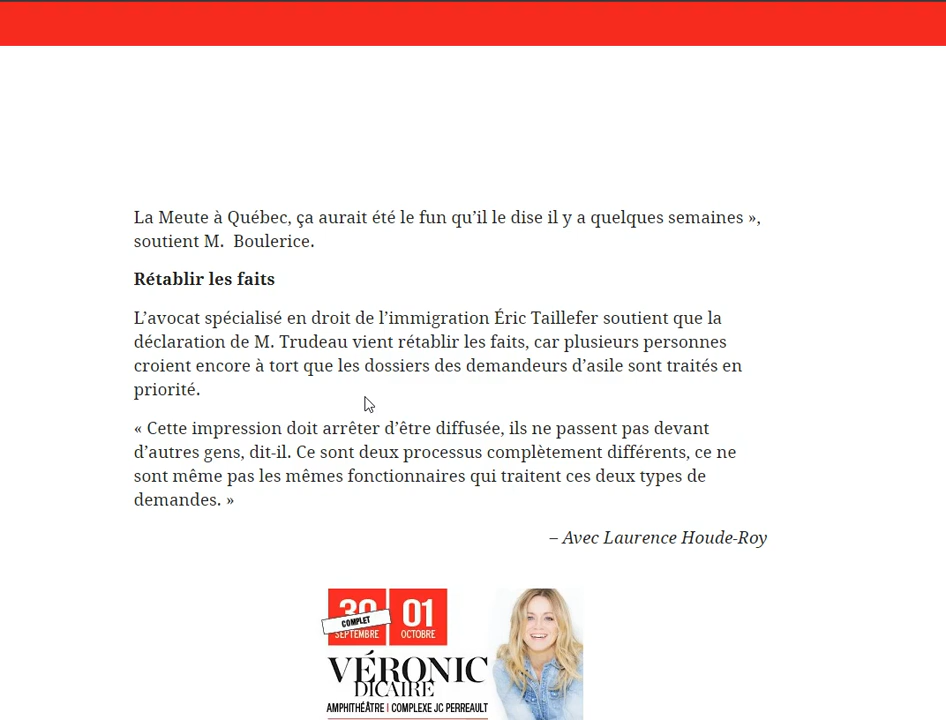 La Meute à Québec, ça aurait été le fun qu’il le dise il y a quelques semaines »,
soutient M.  Boulerice.
Rétablir les faits
L’avocat spécialisé en droit de l’immigration Éric Taillefer soutient que la
déclaration de M. Trudeau vient rétablir les faits, car plusieurs personnes
croient encore à tort que les dossiers des demandeurs d’asile sont traités en
priorité.
« Cette impression doit arrêter d’être diffusée, ils ne passent pas devant
d’autres gens, dit-il. Ce sont deux processus complètement différents, ce ne
sont même pas les mêmes fonctionnaires qui traitent ces deux types de
demandes. »
– Avec Laurence Houde-Roy
30 01
COMPLET
SEPTEMBRE OCTOBRE
VÉRONIC
DICAIRE
AMPHITHÉÂTRE | COMPLEXE JC PERREAULT